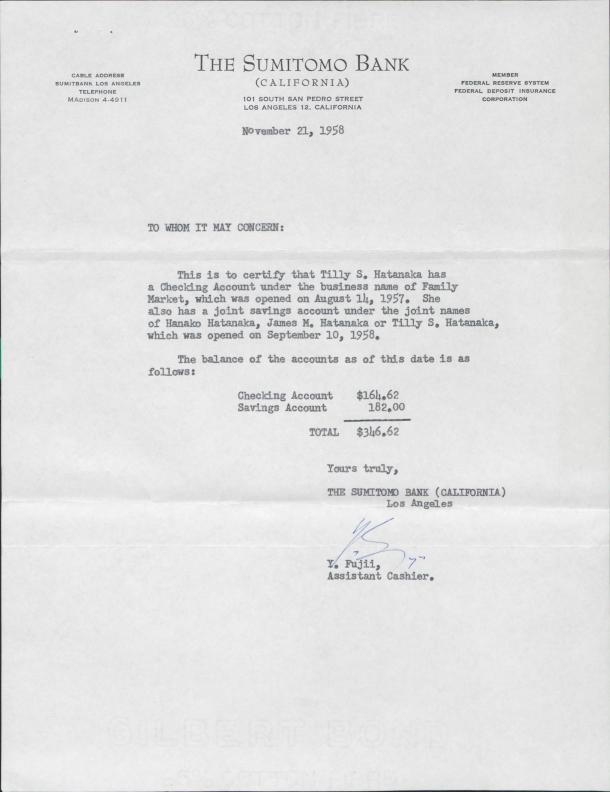 THE SUMITOMO BANK
(CALIFORNIA)
101 SOUTH SAN PEDRO STREET
LOS ANGELES 12, CALIFORNIA
CABLE ADDRESS
SUMITBANK LOS ANGELES
TELEPHONE
MADISON 4-4911
MEMBER
FEDERAL RESERVE SYSTEM
FEDERAL DEPOSIT INSURANCE
CORPORATION
November 21, 1958
TO WHOM IT MAY CONCERN:
This is to certify that Tilly S. Hatanaka has
a Checking Account under the business name of Family
Market, which was opened on August 14, 1957. She
also has a joint savings account under the joint names
of Hanako Hatanaka, James M. Hatanaka or Tilly S. Hatanaka,
which was opened on September 10, 1958.
The balance of the accounts as of this date is as
follows:
Checking Account $164.62
Savings Account 182.00
TOTAL $346.62
Yours truly,
THE SUMITOMO BANK (CALIFORNIA)
Los Angeles
Y. Fujii,
Assistant Cashier.